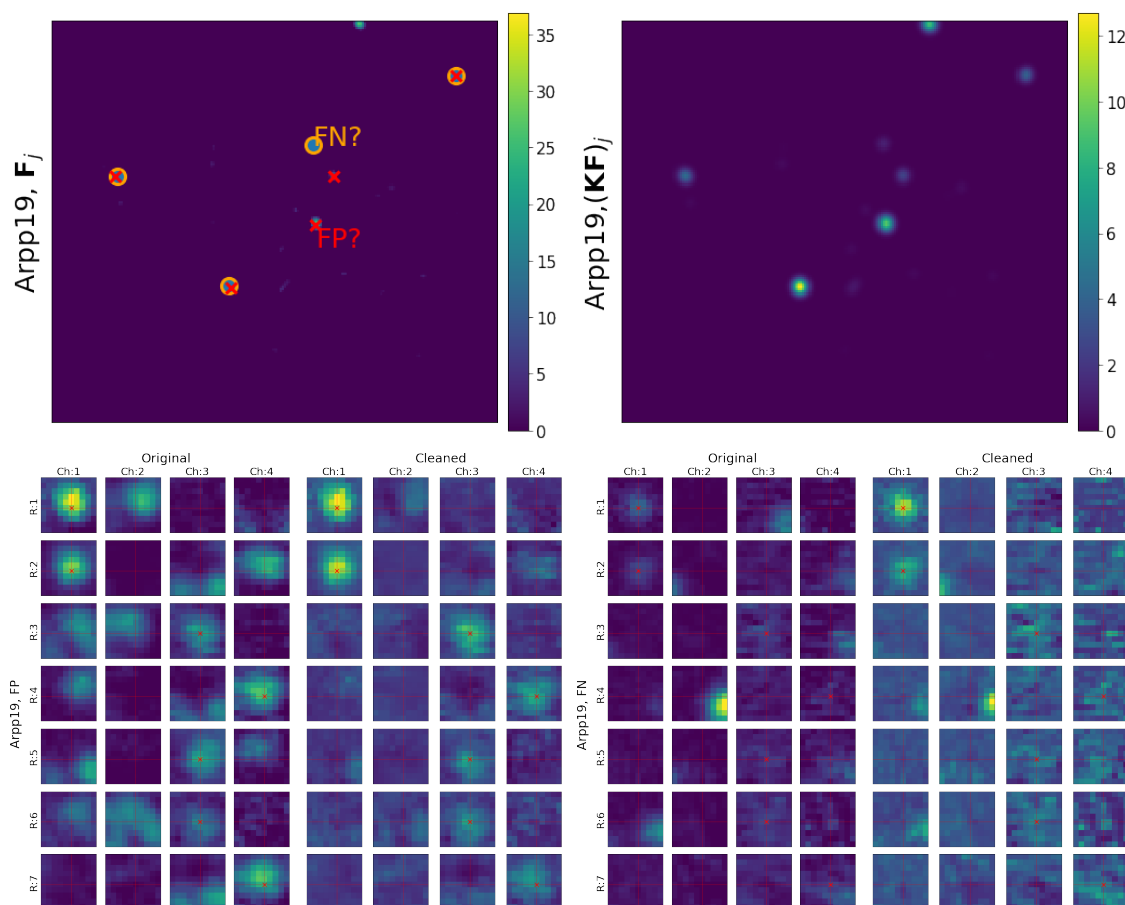 Arpp19, F_j
FN?
FP?
35
30
25
20
15
10
5
0
Arpp19,(KF)_j
12
10
8
6
4
2
0
Original Cleaned
Ch:1 Ch:2 Ch:3 Ch:4 Ch:1 Ch:2 Ch:3 Ch:4
Arpp19, FP
R:1
R:2
R:3
R:4
R:5
R:6
R:7
Original Cleaned
Ch:1 Ch:2 Ch:3 Ch:4 Ch:1 Ch:2 Ch:3 Ch:4
Arpp19, FN
R:1
R:2
R:3
R:4
R:5
R:6
R:7